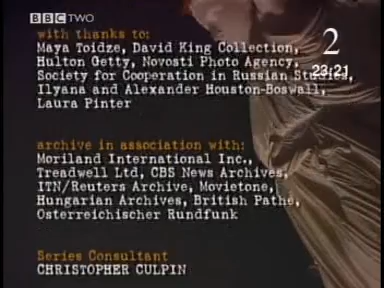 BBC TWO
with thanks to:
2
Maya Toidze, David King Collection,
Hulton Getty, Novosti Photo Agency,
23:21
Society for Cooperation in Russian Studies,
Ilyana and Alexander Houston-Boswall,
Laura Pinter
archive in association with:
Moriland International Inc.,
Treadwell Ltd, CBS News Archives,
ITN/Reuters Archive, Movietone,
Hungarian Archives, British Pathe,
Osterreichischer Rundfunk
Series Consultant
CHRISTOPHER CULPIN